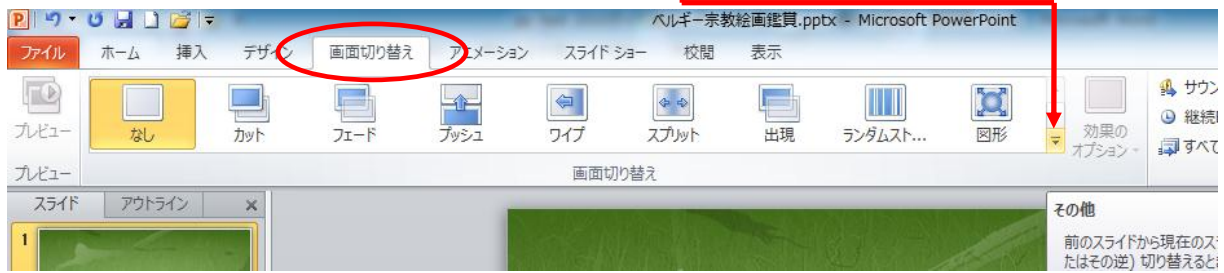 ベルギー宗教絵画鑑賞.pptx - Microsoft PowerPoint
ファイル ホーム 挿入 デザイン 画面切り替え アニメーション スライド ショー 校閲 表示
プレビュー なし カット フェード プッシュ ワイプ スプリット 出現 ランダムスト... 図形 効果の
オプション
サウン
継続
すべて
プレビュー 画面切り替え
スライド アウトライン
1
その他
前のスライドから現在のス
たはその逆) 切り替えると